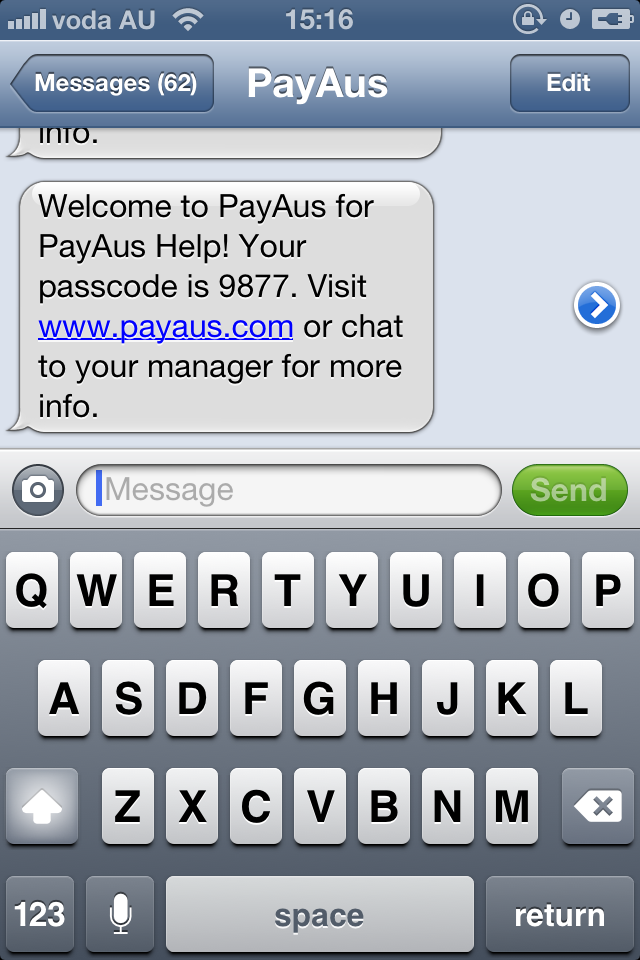 voda AU 15:16
Messages (62) PayAus Edit
info.
Welcome to PayAus for
PayAus Help! Your
passcode is 9877. Visit
www.payaus.com or chat
to your manager for more
info.
Message Send
Q W E R T Y U I O P
A S D F G H J K L
Z X C V B N M
123 space return